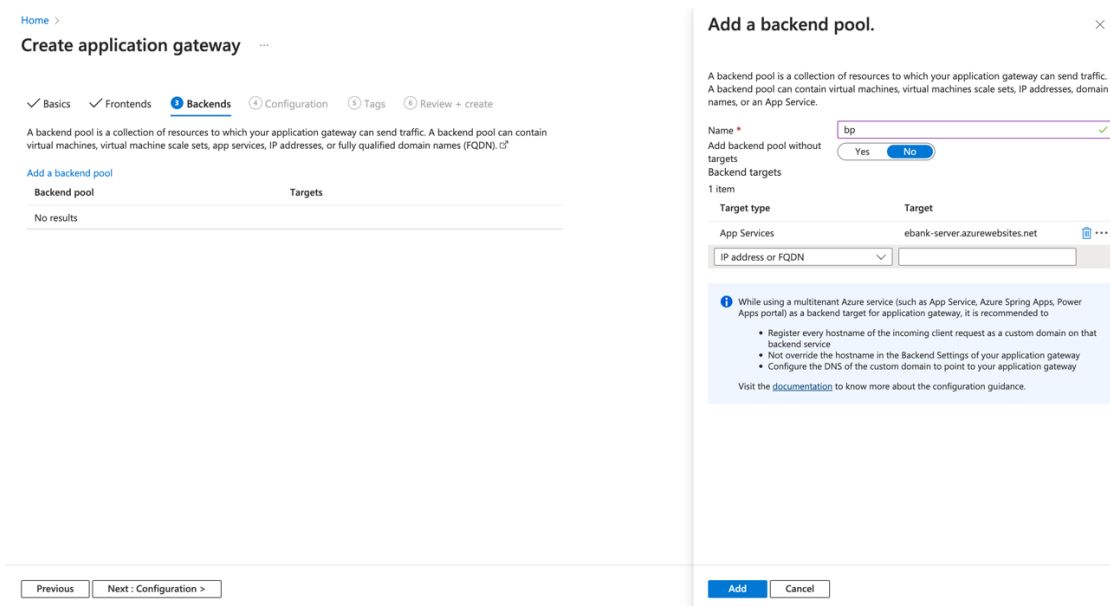 Home >
Create application gateway ...
Basics Frontends 3 Backends 4 Configuration 5 Tags 6 Review + create
A backend pool is a collection of resources to which your application gateway can send traffic. A backend pool can contain
virtual machines, virtual machine scale sets, app services, IP addresses, or fully qualified domain names (FQDN).
Add a backend pool
Backend pool Targets
No results
Previous Next : Configuration >
Add a backend pool.
A backend pool is a collection of resources to which your application gateway can send traffic.
A backend pool can contain virtual machines, virtual machines scale sets, IP addresses, domain
names, or an App Service.
Name * bp
Add backend pool without
targets
Yes No
Backend targets
1 item
Target type Target
App Services ebank-server.azurewebsites.net ...
IP address or FQDN
While using a multitenant Azure service (such as App Service, Azure Spring Apps, Power
Apps portal) as a backend target for application gateway, it is recommended to
• Register every hostname of the incoming client request as a custom domain on that
backend service
• Not override the hostname in the Backend Settings of your application gateway
• Configure the DNS of the custom domain to point to your application gateway
Visit the documentation to know more about the configuration guidance.
Add Cancel